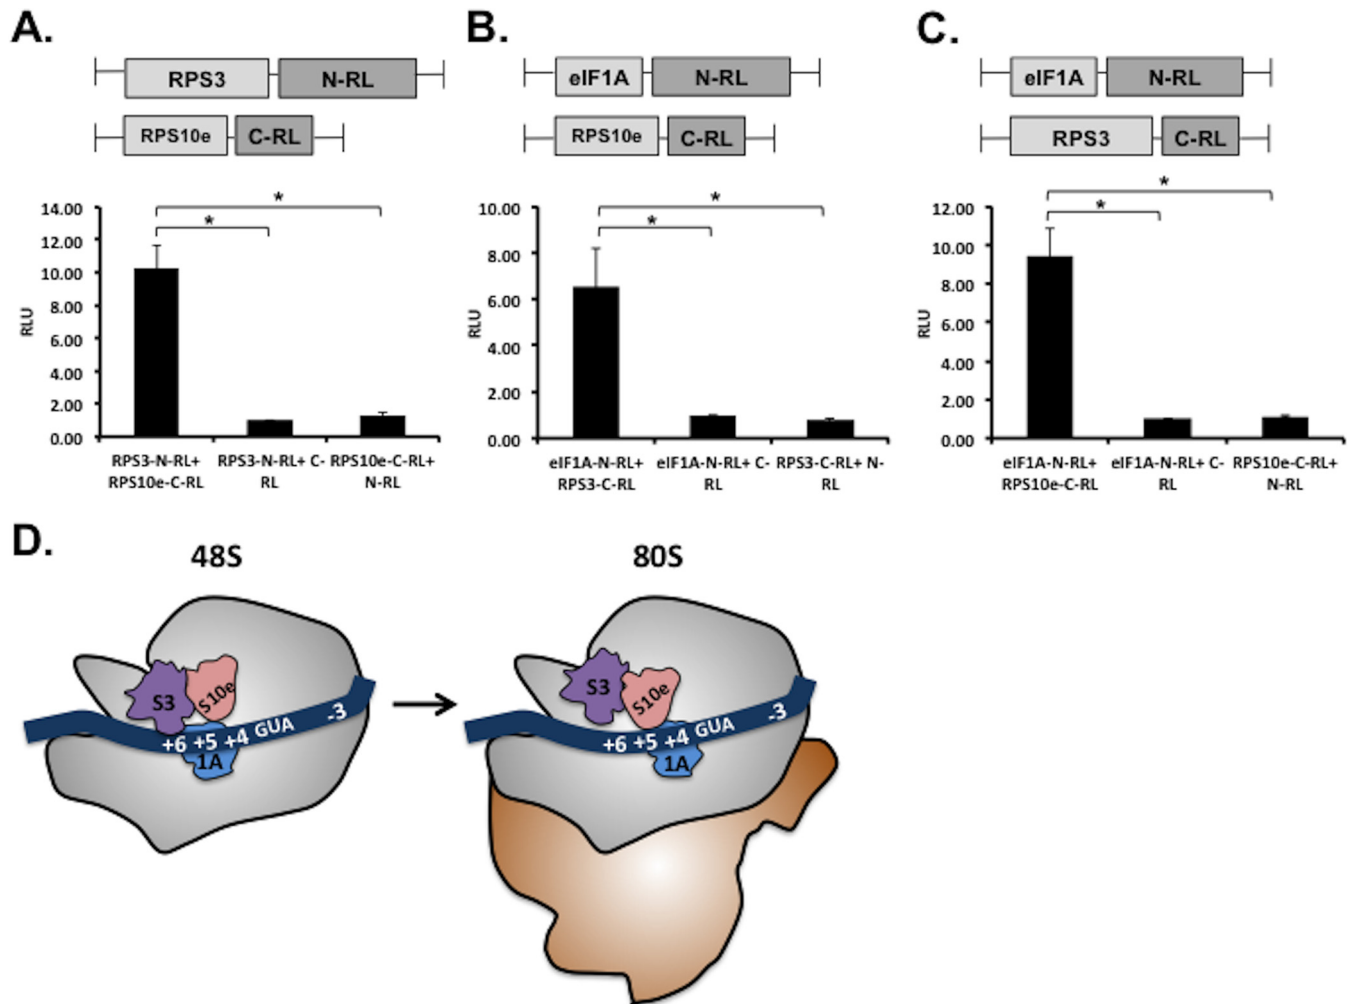 A.
RPS3 N-RL
RPS10e C-RL
14.00
12.00
10.00
8.00
6.00
4.00
2.00
0.00
RLU
*
*
RPS3-N-RL+
RPS10e-C-RL
RPS3-N-RL+ C-
RL
RPS10e-C-RL+
N-RL
B.
eIF1A N-RL
RPS10e C-RL
10.00
8.00
6.00
4.00
2.00
0.00
RLU
*
*
eIF1A-N-RL+
RPS3-C-RL
eIF1A-N-RL+ C-
RL
RPS3-C-RL+ N-
RL
C.
eIF1A N-RL
RPS3 C-RL
12.00
10.00
8.00
6.00
4.00
2.00
0.00
RLU
*
*
eIF1A-N-RL+
RPS10e-C-RL
eIF1A-N-RL+ C-
RL
RPS10e-C-RL+
N-RL
D.
48S
S3 S10e
+6 +5 +4 GUA -3
1A
80S
S3 S10e
+6 +5 +4 GUA -3
1A